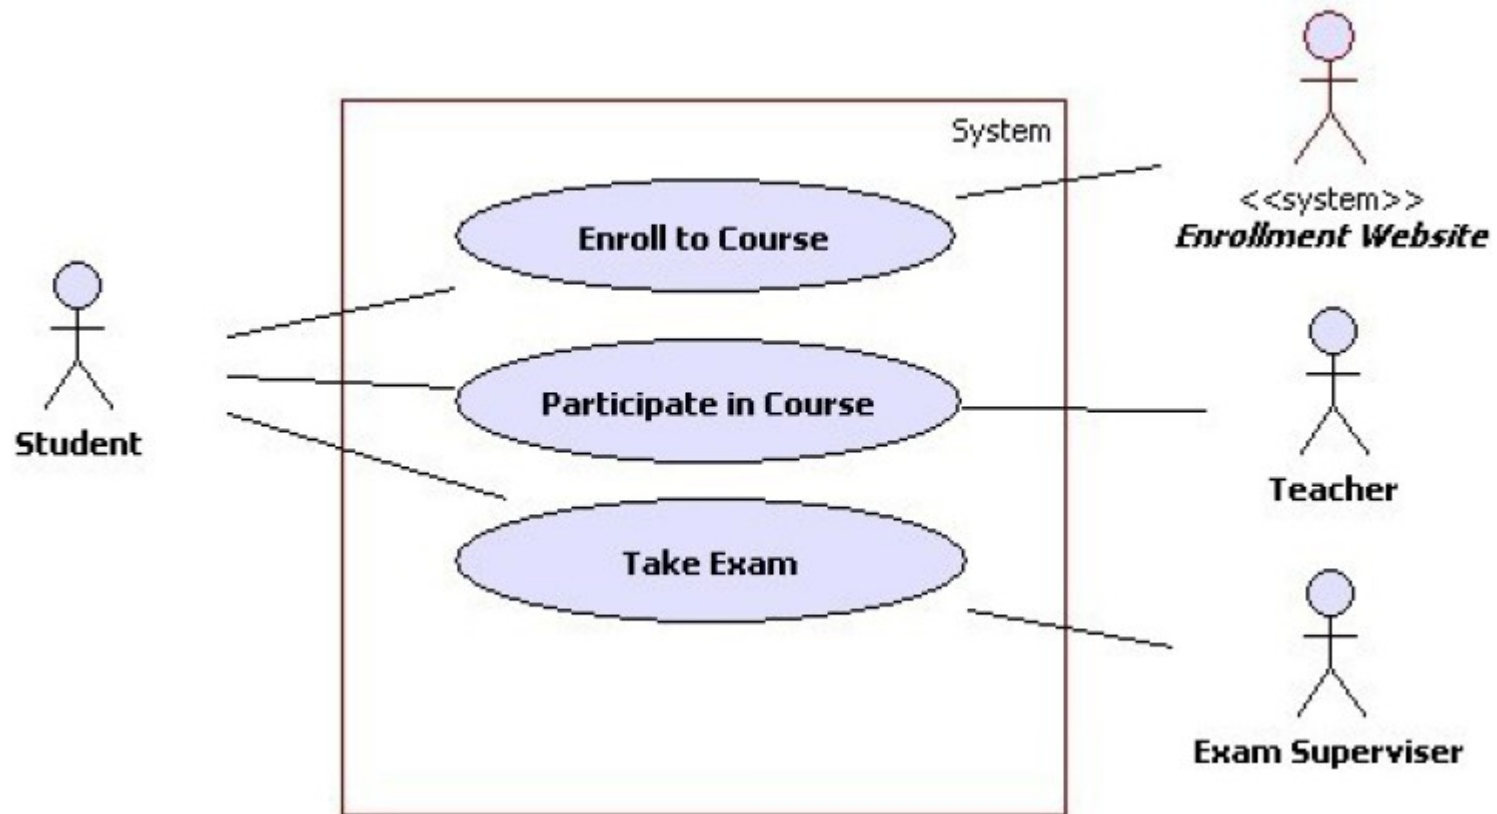 System
Enroll to Course
<<system>>
Enrollment Website
Participate in Course
Student
Teacher
Take Exam
Exam Superviser